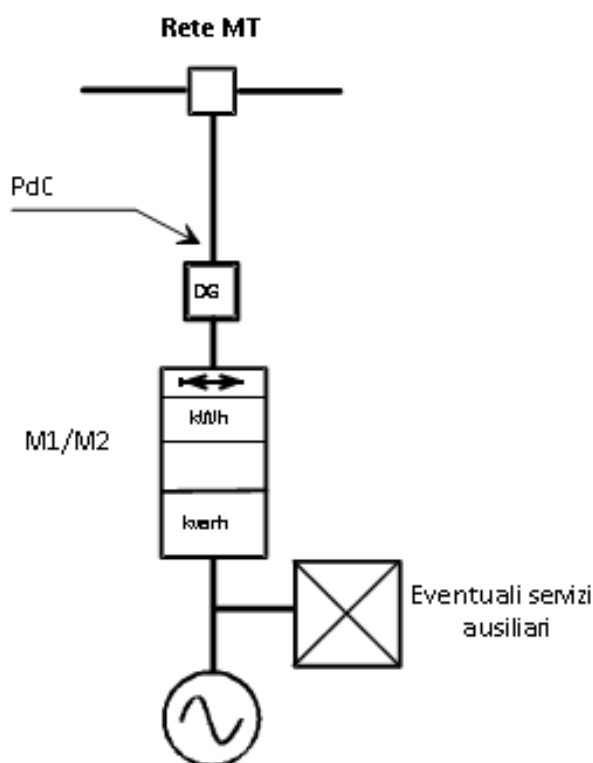 Rete MT
PdC
DG
kWh
M1/M2
kvarh
Eventuali servizi
ausiliari